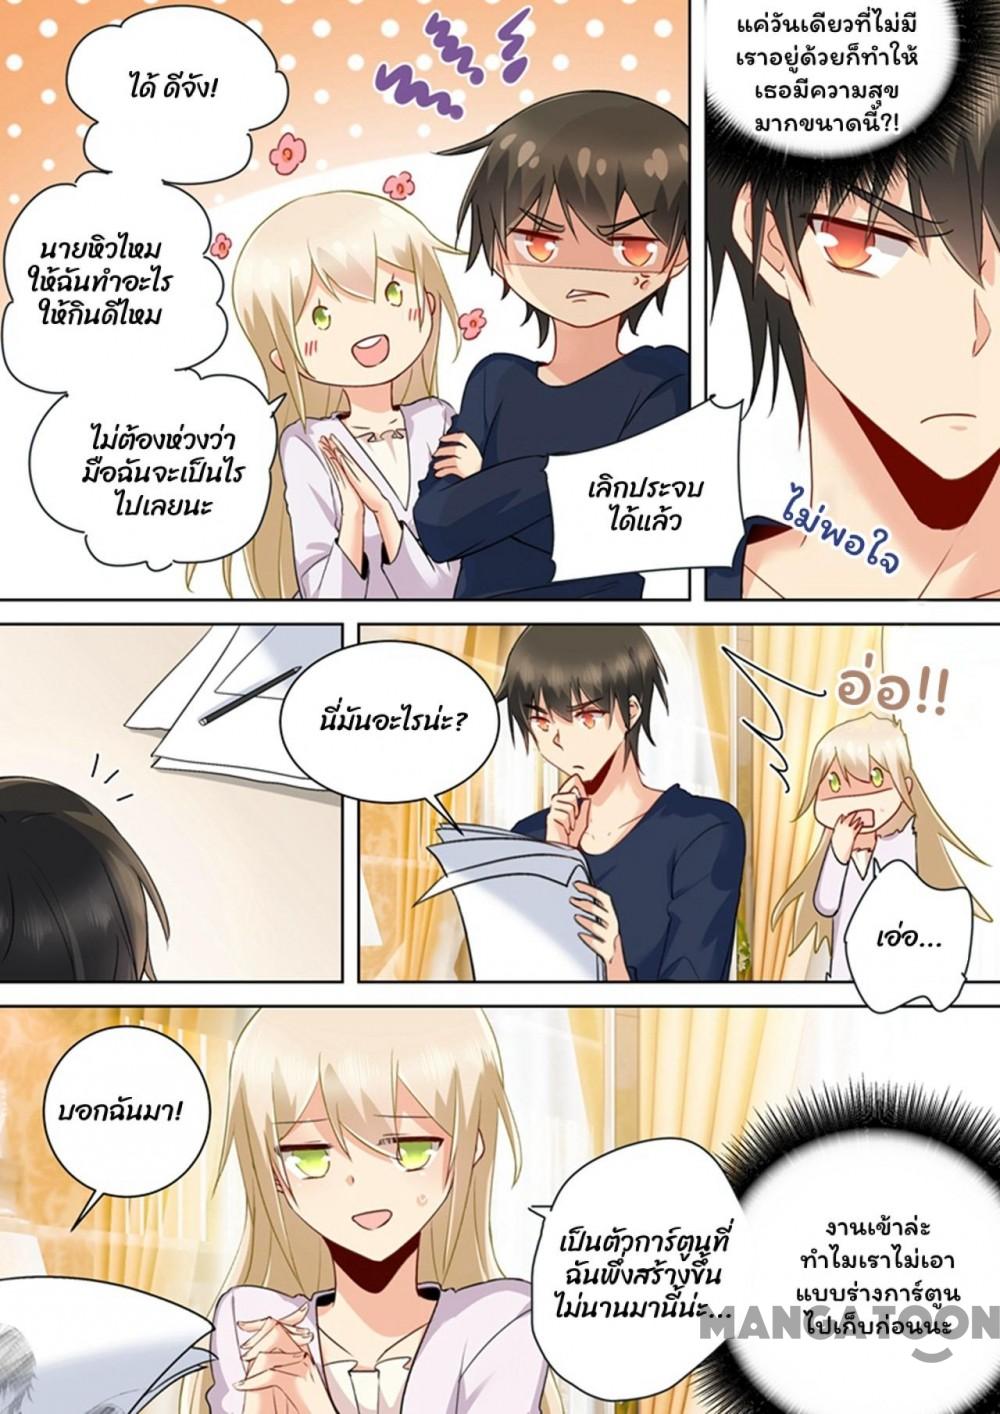 แค่วันเดียวที่ไม่มี
เราอยู่ด้วยก็ทำให้
เธอมีความสุข
มากขนาดนี้?!
ได้ ดีจัง!
นายหิวไหม
ให้ฉันทำอะไร
ให้กินดีไหม
ไม่ต้องห่วงว่า
มือฉันจะเป็นไร
ไปเลยนะ
เลิกประจบ
ได้แล้ว
ไม่พอใจ
นี่มันอะไรน่ะ?
อ่อ!!
เอ่อ...
บอกฉันมา!
เป็นตัวการ์ตูนที่
ฉันพึ่งสร้างขึ้น
ไม่นานมานี้น่ะ...
งานเข้าล่ะ
ทำไมเราไม่เอา
แบบร่างการ์ตูน
ไปเก็บก่อนนะ
MANGATOON